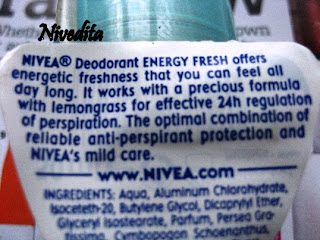 Nivedita
NIVEA® Deodorant ENERGY FRESH offers
energetic freshness that you can feel all
day long. It works with a precious formula
with lemongrass for effective 24h regulation
of perspiration. The optimal combination of
reliable anti-perspirant protection and
NIVEA's mild care.
www.NIVEA.com
INGREDIENTS: Aqua, Aluminum Chlorohydrate,
Isoceteth-20, Butylene Glycol, Dicaprylyl Ether,
Glyceryl Isostearate, Parfum, Persea Gra-
tissima, Cymbopogon Schoenanthus,